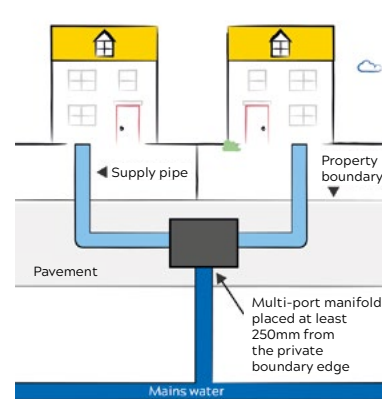 Supply pipe
Property
boundary
Pavement
Multi-port manifold
placed at least
250mm from
the private
boundary edge
Mains water